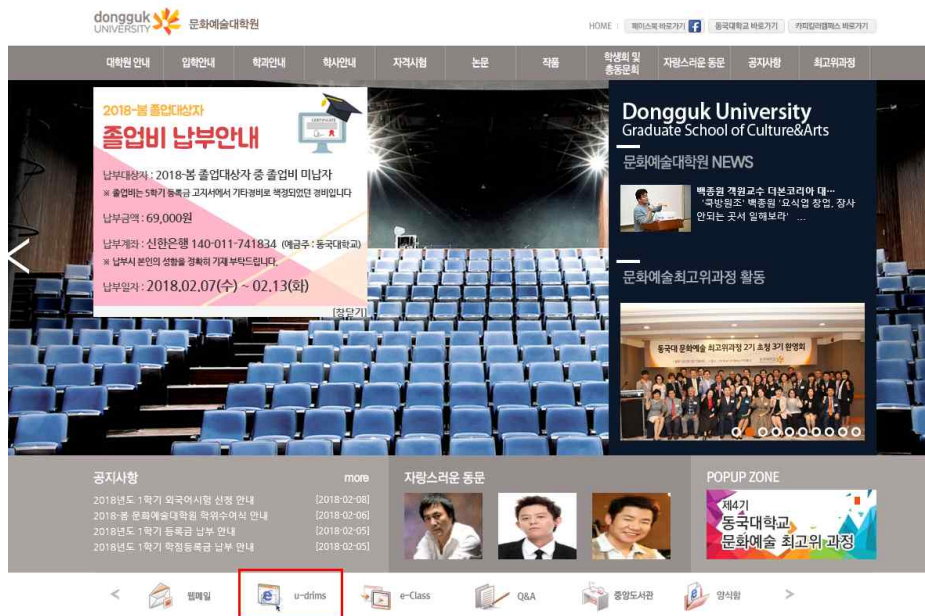 dongguk
UNIVERSITY
문화예술대학원
HOME
페이스북 바로가기
동국대학교 바로가기
카피킬러캠퍼스 바로가기
대학원 안내
입학안내
학과안내
학사안내
자격시험
논문
작품
학생회 및
총동문회
자랑스러운 동문
공지사항
최고위과정
2018-봄 졸업대상자
졸업비 납부안내
CERTIFICATE
납부대상자 : 2018-봄 졸업대상자 중 졸업비 미납자
※ 졸업비는 5학기 등록금 고지서에서 기타경비로 책정되었던 경비입니다
납부금액 : 69,000원
납부계좌 : 신한은행 140-011-741834 (예금주 : 동국대학교)
※ 납부시 본인의 성함을 정확히 기재 부탁드립니다.
납부일자 : 2018.02.07(수) ~ 02.13(화)
[창닫기]
Dongguk University
Graduate School of Culture&Arts
문화예술대학원 NEWS
백종원 객원교수 더본코리아 대…
'쿡방원조' 백종원 '요식업 창업, 장사
안되는 곳서 일해보라' ...
문화예술최고위과정 활동
동국대 문화예술 최고위과정 2기 초청 3기 환영회
공지사항
more
2018년도 1학기 외국어시험 선정 안내 [2018-02-08]
2018-봄 문화예술대학원 학위수여식 안내 [2018-02-06]
2018년도 1학기 등록금 납부 안내 [2018-02-05]
2018년도 1학기 학점등록금 납부 안내 [2018-02-05]
자랑스러운 동문
POPUP ZONE
제4기
동국대학교
문화예술 최고위 과정
<
웹메일
u-drims
e-Class
Q&A
중앙도서관
양식함
>